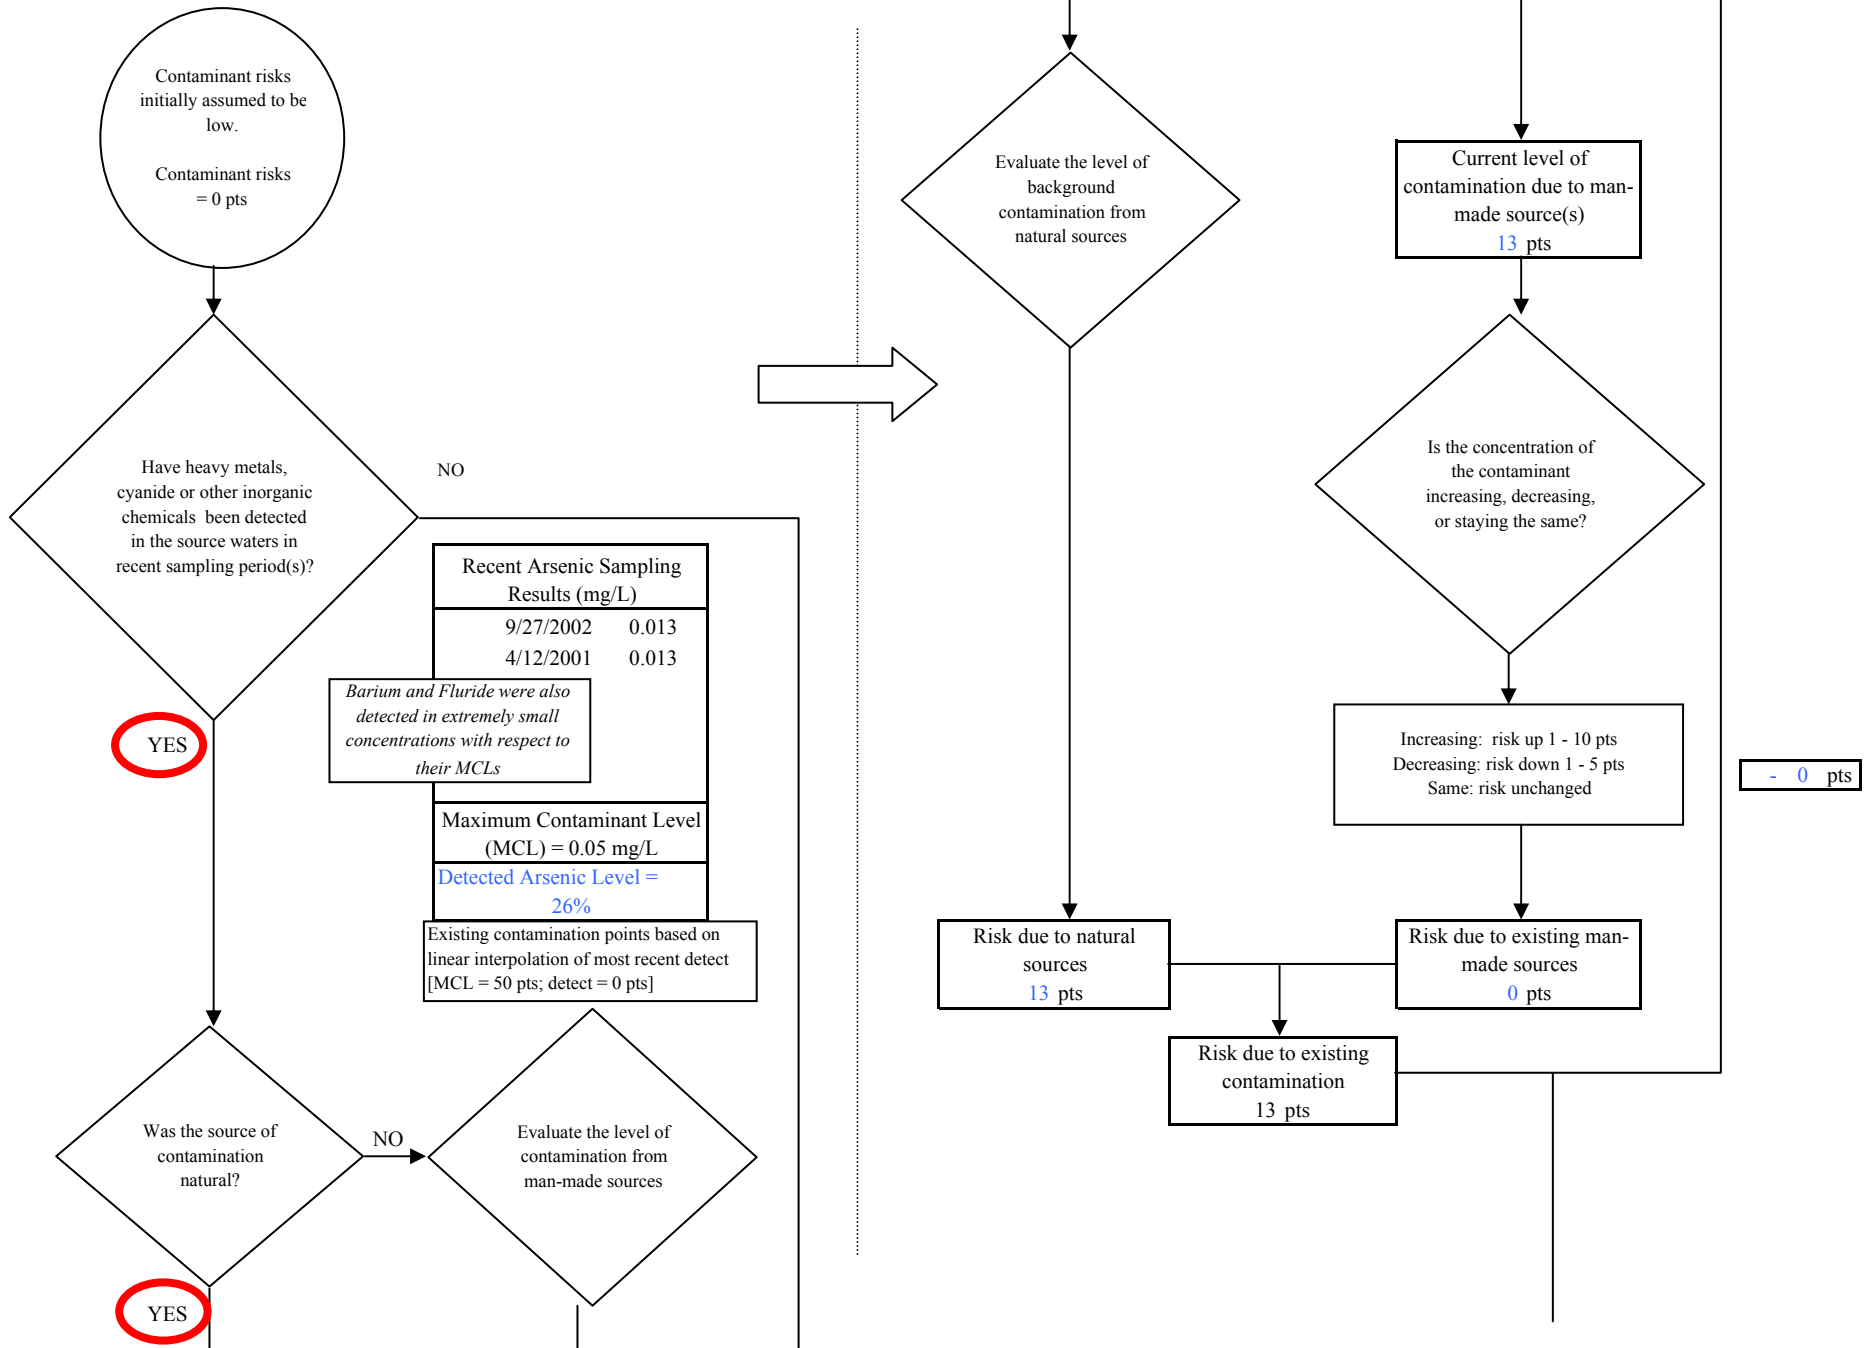 Contaminant risks
initially assumed to be
low.
Contaminant risks
= 0 pts
Have heavy metals,
cyanide or other inorganic
chemicals been detected
in the source waters in
recent sampling period(s)?
NO
YES
Recent Arsenic Sampling
Results (mg/L)
9/27/2002 0.013
4/12/2001 0.013
Barium and Fluride were also
detected in extremely small
concentrations with respect to
their MCLs
Maximum Contaminant Level
(MCL) = 0.05 mg/L
Detected Arsenic Level =
26%
Existing contamination points based on
linear interpolation of most recent detect
[MCL = 50 pts; detect = 0 pts]
Was the source of
contamination
natural?
NO
YES
Evaluate the level of
contamination from
man-made sources
Evaluate the level of
background
contamination from
natural sources
Current level of
contamination due to man-
made source(s)
13 pts
Is the concentration of
the contaminant
increasing, decreasing,
or staying the same?
Increasing: risk up 1 - 10 pts
Decreasing: risk down 1 - 5 pts
Same: risk unchanged
- 0 pts
Risk due to natural
sources
13 pts
Risk due to existing man-
made sources
0 pts
Risk due to existing
contamination
13 pts